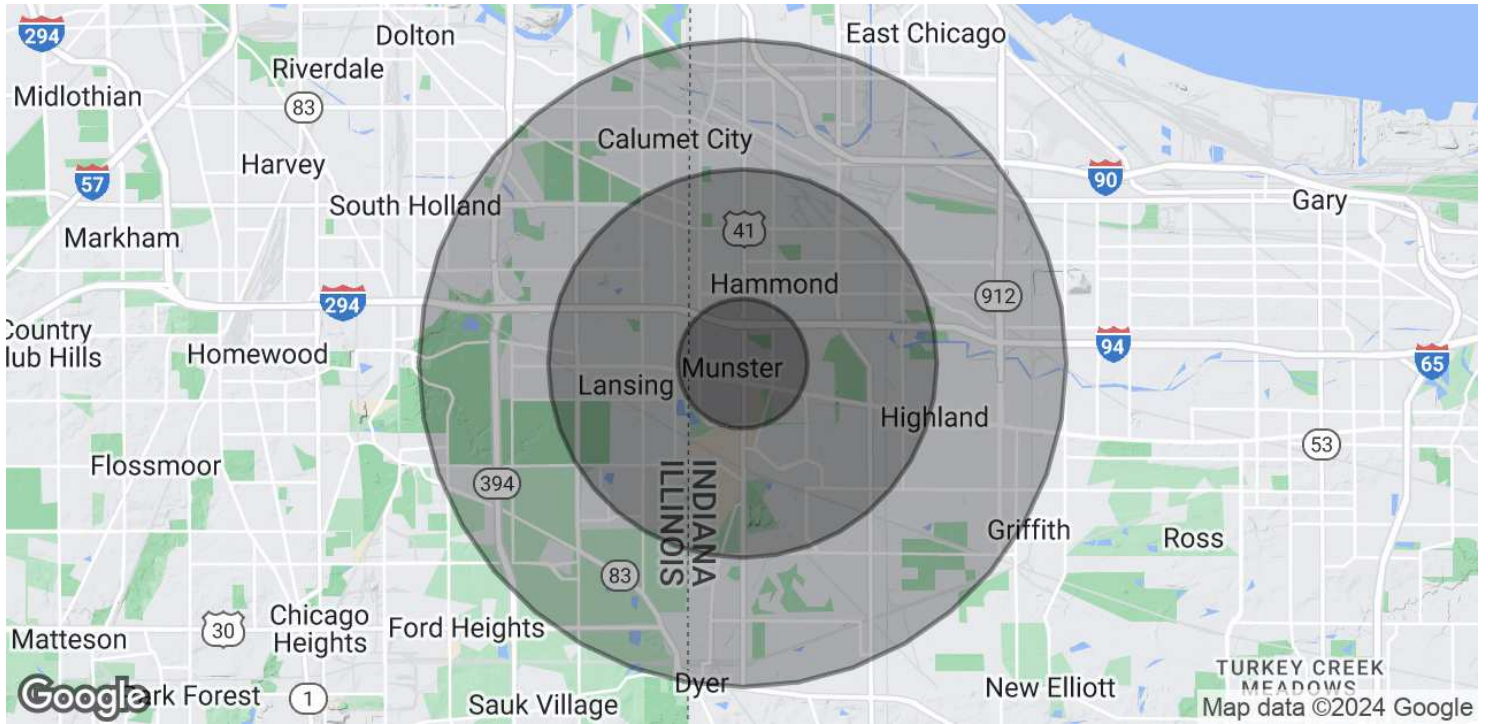 294
Dolton
East Chicago
Riverdale
Midlothian
83
Calumet City
Harvey
57
90
South Holland
Gary
41
Markham
Hammond
294
912
Country
lub Hills
Homewood
94
65
Munster
Lansing
Highland
53
Flossmoor
394
INDIANA
ILLINOIS
Griffith
Ross
83
Chicago
Heights
30
Matteson
Ford Heights
TURKEY CREEK
MEADOWS
Dyer
New Elliott
Google
ark Forest
1
Sauk Village
Map data ©2024 Google